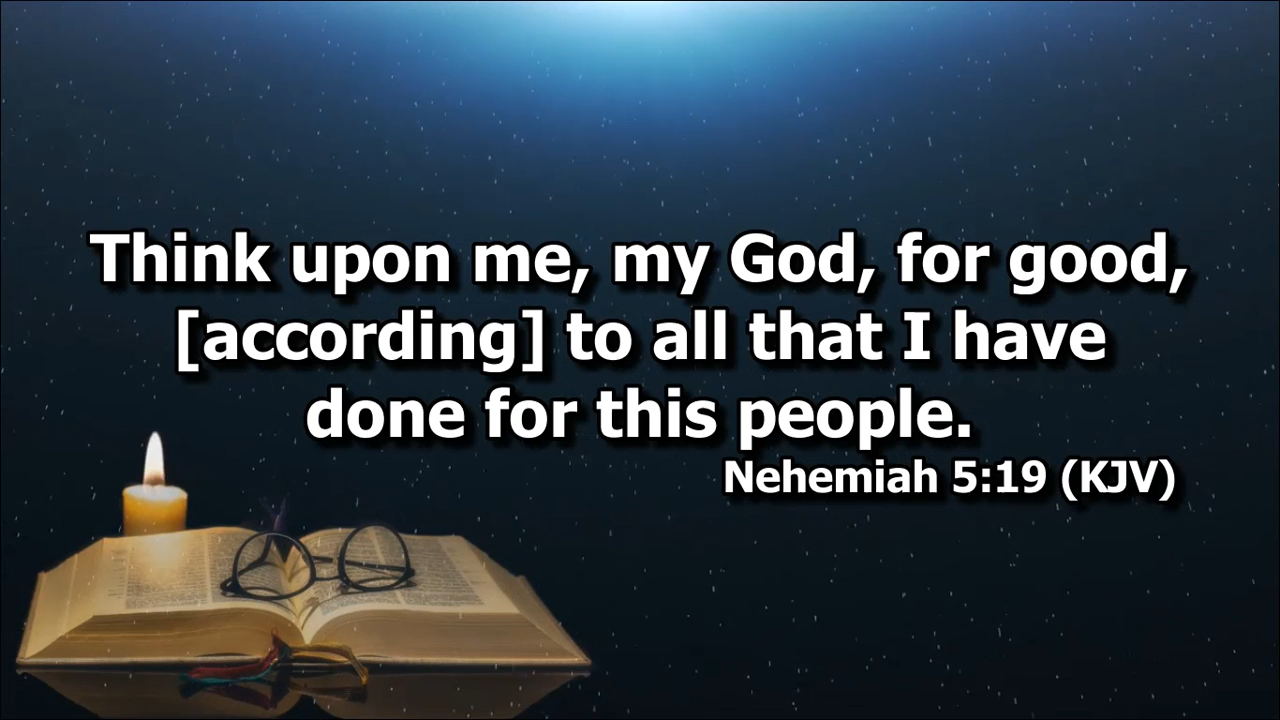 Think upon me, my God, for good,
[according] to all that I have
done for this people.
Nehemiah 5:19 (KJV)